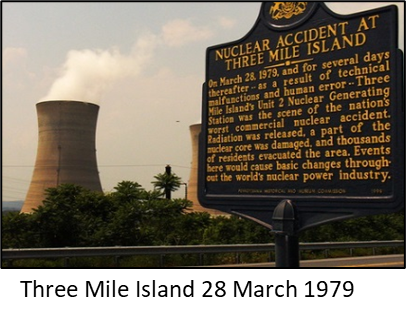 NUCLEAR ACCIDENT AT
THREE MILE ISLAND
On March 28, 1979, and for several days
thereafter—as a result of technical
malfunctions and human error—Three
Mile Island's Unit 2 Nuclear Generating
Station was the scene of the nation's
worst commercial nuclear accident.
Radiation was released, a part of the
nuclear core was damaged, and thousands
of residents evacuated the area. Events
here would cause basic changes through-
out the world's nuclear power industry.
PENNSYLVANIA HISTORICAL AND MUSEUM COMMISSION
Three Mile Island 28 March 1979